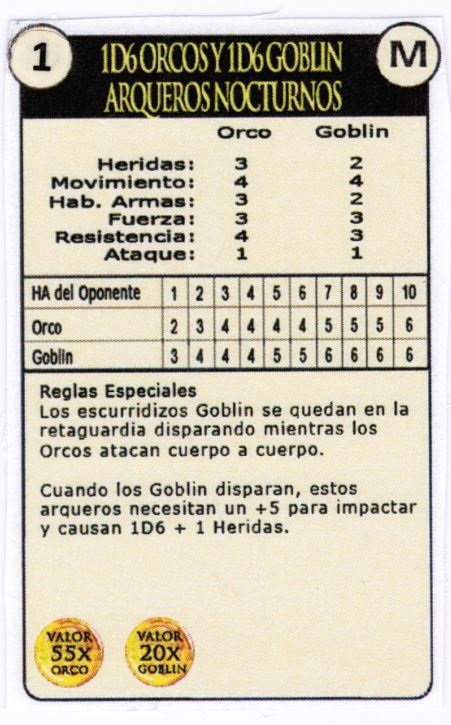 1
M
1D6 ORCOS Y 1D6 GOBLIN
ARQUEROS NOCTURNOS
Orco Goblin
Heridas: 3 2
Movimiento: 4 4
Hab. Armas: 3 2
Fuerza: 3 3
Resistencia: 4 3
Ataque: 1 1
HA del Oponente 1 2 3 4 5 6 7 8 9 10
Orco 2 3 4 4 4 4 5 5 5 6
Goblin 3 4 4 4 5 5 6 6 6 6
Reglas Especiales
Los escurridizos Goblin se quedan en la
retaguardia disparando mientras los
Orcos atacan cuerpo a cuerpo.
Cuando los Goblin disparan, estos
arqueros necesitan un +5 para impactar
y causan 1D6 + 1 Heridas.
VALOR
55X
ORCO
VALOR
20X
GOBLIN